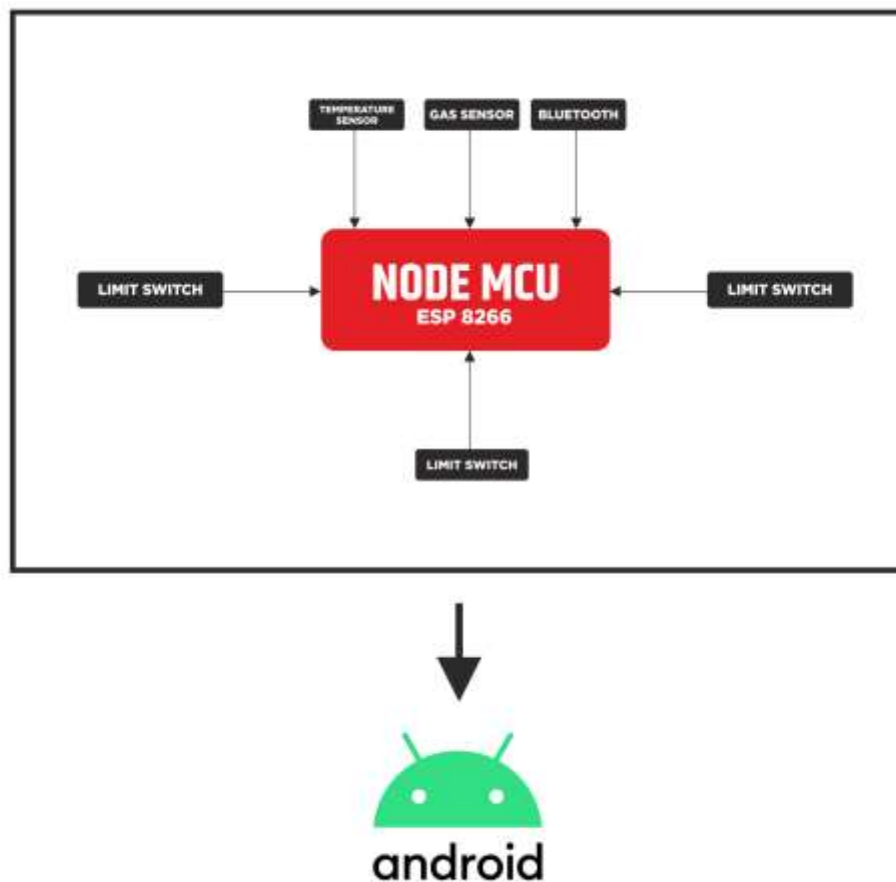 TEMPERATURE
SENSOR
GAS SENSOR
BLUETOOTH
NODE MCU
ESP 8266
LIMIT SWITCH
LIMIT SWITCH
LIMIT SWITCH
android